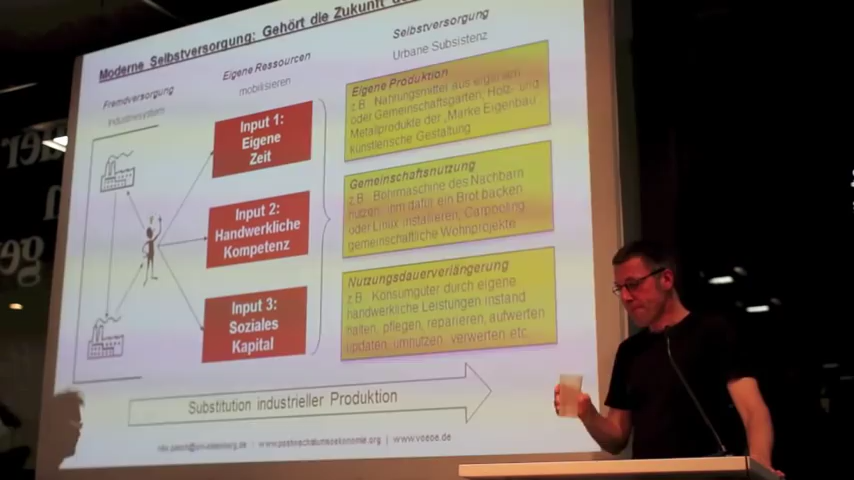 Moderne Selbstversorgung: Gehört die Zukunft
Fremdversorgung
Industriesystem
Eigene Ressourcen
mobilisieren
Selbstversorgung
Urbane Subsistenz
Input 1:
Eigene
Zeit
Input 2:
Handwerkliche
Kompetenz
Input 3:
Soziales
Kapital
Eigene Produktion
z.B. Nahrungsmittel aus eigenem
oder Gemeinschaftsgarten, Holz- und
Metallprodukte der „Marke Eigenbau“,
künstlerische Gestaltung
Gemeinschaftsnutzung
z.B. Bohrmaschine des Nachbarn
nutzen, ihm dafür ein Brot backen
oder Linux installieren, Carpooling,
gemeinschaftliche Wohnprojekte
Nutzungsdauerverlängerung
z.B. Konsumgüter durch eigene
handwerkliche Leistungen instand
halten, pflegen, reparieren, aufwerten
updaten, umnutzen, verwerten etc.
Substitution industrieller Produktion
| www.postwachstumsoekonomie.org | www.voeoe.de